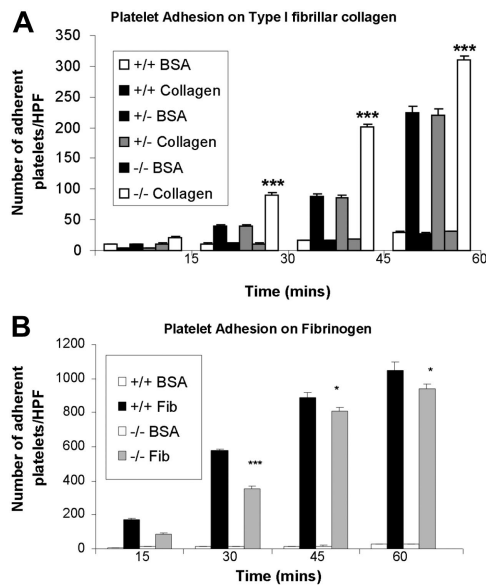 A
Platelet Adhesion on Type I fibrillar collagen
Number of adherent
platelets/HPF
350
300
250
200
150
100
50
0
+/+ BSA
+/+ Collagen
+/- BSA
+/- Collagen
-/- BSA
-/- Collagen
***
***
***
15
30
45
60
Time (mins)
B
Platelet Adhesion on Fibrinogen
Number of adherent
platelets/HPF
1200
1000
800
600
400
200
0
+/+ BSA
+/+ Fib
-/- BSA
-/- Fib
***
*
*
15
30
45
60
Time (mins)